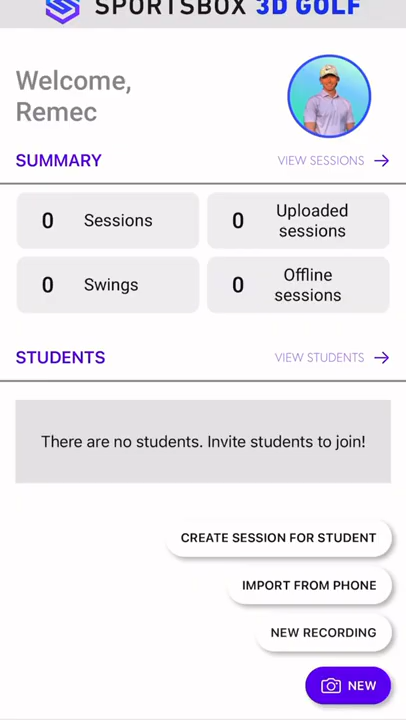 SPORTSBOX 3D GOLF
Welcome,
Remec
SUMMARY
VIEW SESSIONS
0 Sessions
0 Uploaded
sessions
0 Swings
0 Offline
sessions
STUDENTS
VIEW STUDENTS
There are no students. Invite students to join!
CREATE SESSION FOR STUDENT
IMPORT FROM PHONE
NEW RECORDING
NEW